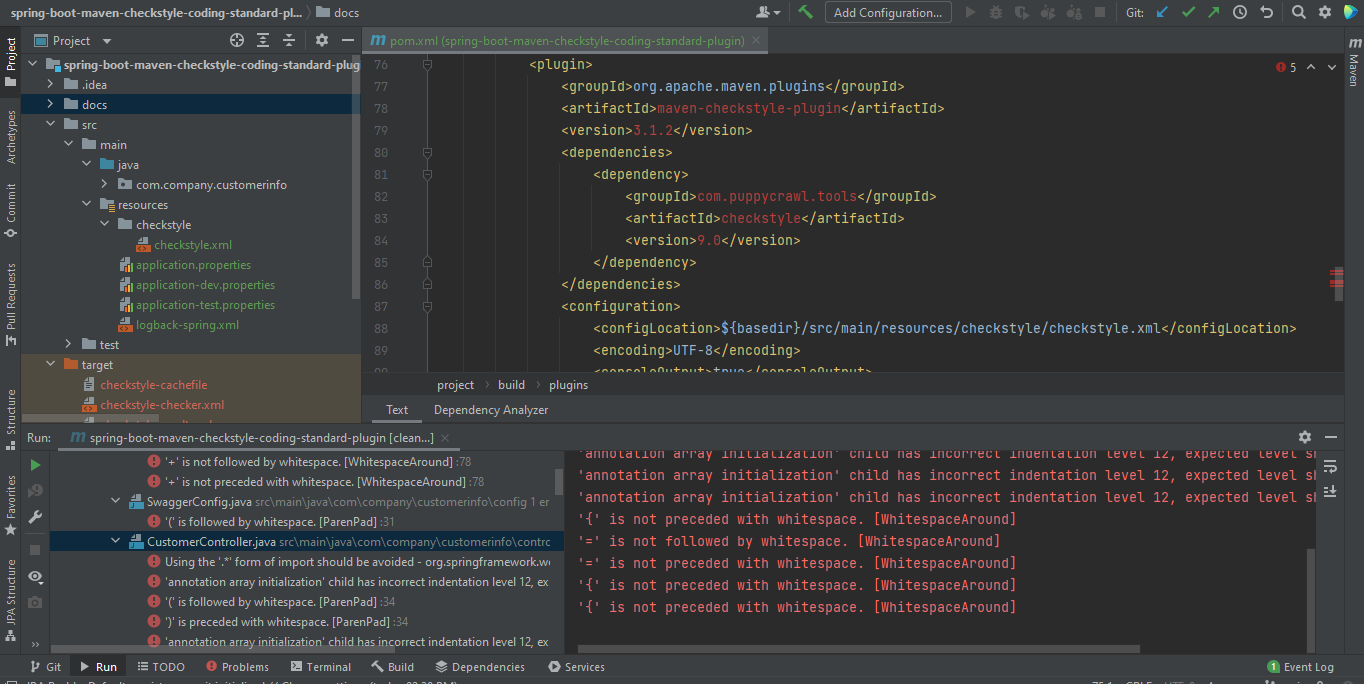 spring-boot-maven-checkstyle-coding-standard-pl... docs
Add Configuration...
Git:
Project
pom.xml (spring-boot-maven-checkstyle-coding-standard-plugin)
Project
Archetypes
Commit
Pull Requests
Structure
Favorites
JPA Structure
Maven
spring-boot-maven-checkstyle-coding-standard-plug
.idea
docs
src
main
java
com.company.customerinfo
resources
checkstyle
checkstyle.xml
application.properties
application-dev.properties
application-test.properties
logback-spring.xml
test
target
checkstyle-cachefile
checkstyle-checker.xml
5
76 <plugin>
77 <groupId>org.apache.maven.plugins</groupId>
78 <artifactId>maven-checkstyle-plugin</artifactId>
79 <version>3.1.2</version>
80 <dependencies>
81 <dependency>
82 <groupId>com.puppycrawl.tools</groupId>
83 <artifactId>checkstyle</artifactId>
84 <version>9.0</version>
85 </dependency>
86 </dependencies>
87 <configuration>
88 <configLocation>${basedir}/src/main/resources/checkstyle/checkstyle.xml</configLocation>
89 <encoding>UTF-8</encoding>
90 <consoleOutput>true</consoleOutput>
project build plugins
Text Dependency Analyzer
Run: spring-boot-maven-checkstyle-coding-standard-plugin [clean...]
'+' is not followed by whitespace. [WhitespaceAround] :78
'+' is not preceded with whitespace. [WhitespaceAround] :78
SwaggerConfig.java src\main\java\com\company\customerinfo\config 1 er
'(' is followed by whitespace. [ParenPad] :31
CustomerController.java src\main\java\com\company\customerinfo\contro
Using the '.*' form of import should be avoided - org.springframework.we
'annotation array initialization' child has incorrect indentation level 12, ex
'(' is followed by whitespace. [ParenPad] :34
')' is preceded with whitespace. [ParenPad] :34
'annotation array initialization' child has incorrect indentation level 12, ex
'annotation array initialization' child has incorrect indentation level 12, expected level sh
'annotation array initialization' child has incorrect indentation level 12, expected level sh
'annotation array initialization' child has incorrect indentation level 12, expected level sh
'{' is not preceded with whitespace. [WhitespaceAround]
'=' is not followed by whitespace. [WhitespaceAround]
'=' is not preceded with whitespace. [WhitespaceAround]
'{' is not preceded with whitespace. [WhitespaceAround]
'{' is not preceded with whitespace. [WhitespaceAround]
Git Run TODO Problems Terminal Build Dependencies Services 1 Event Log